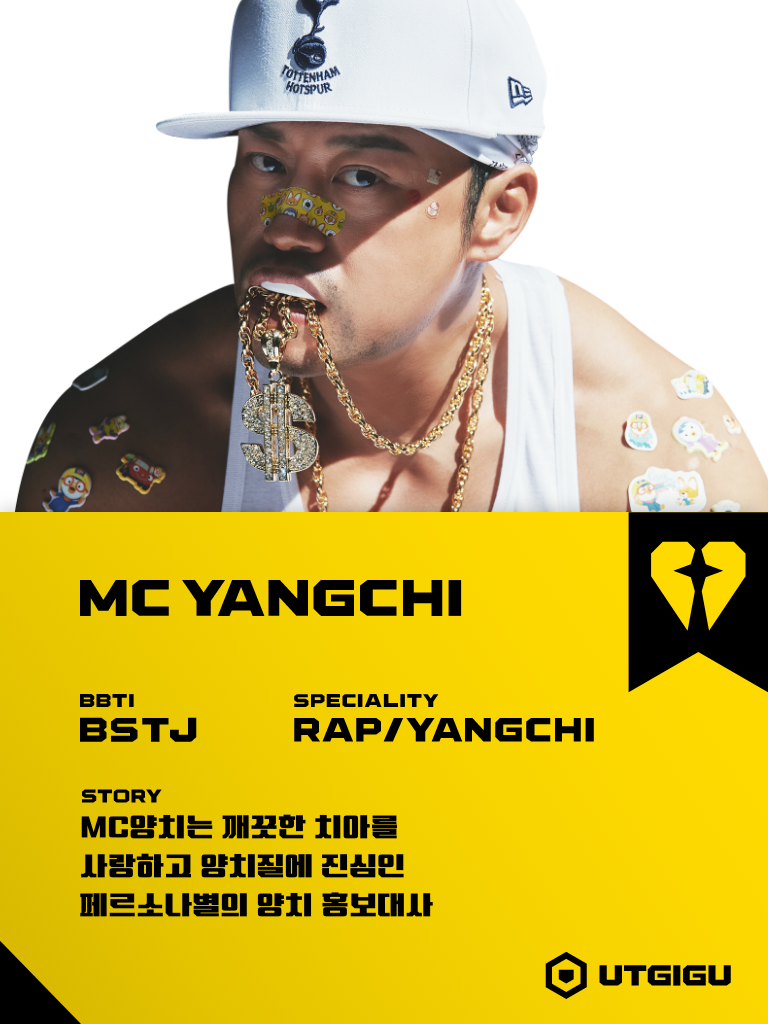 TOTTENHAM
HOTSPUR
MC YANGCHI
BBTI
BSTJ
SPECIALITY
RAP/YANGCHI
STORY
MC양치는 깨끗한 치아를
사랑하고 양치질에 진심인
페르소나별의 양치 홍보대사
UTGIGU